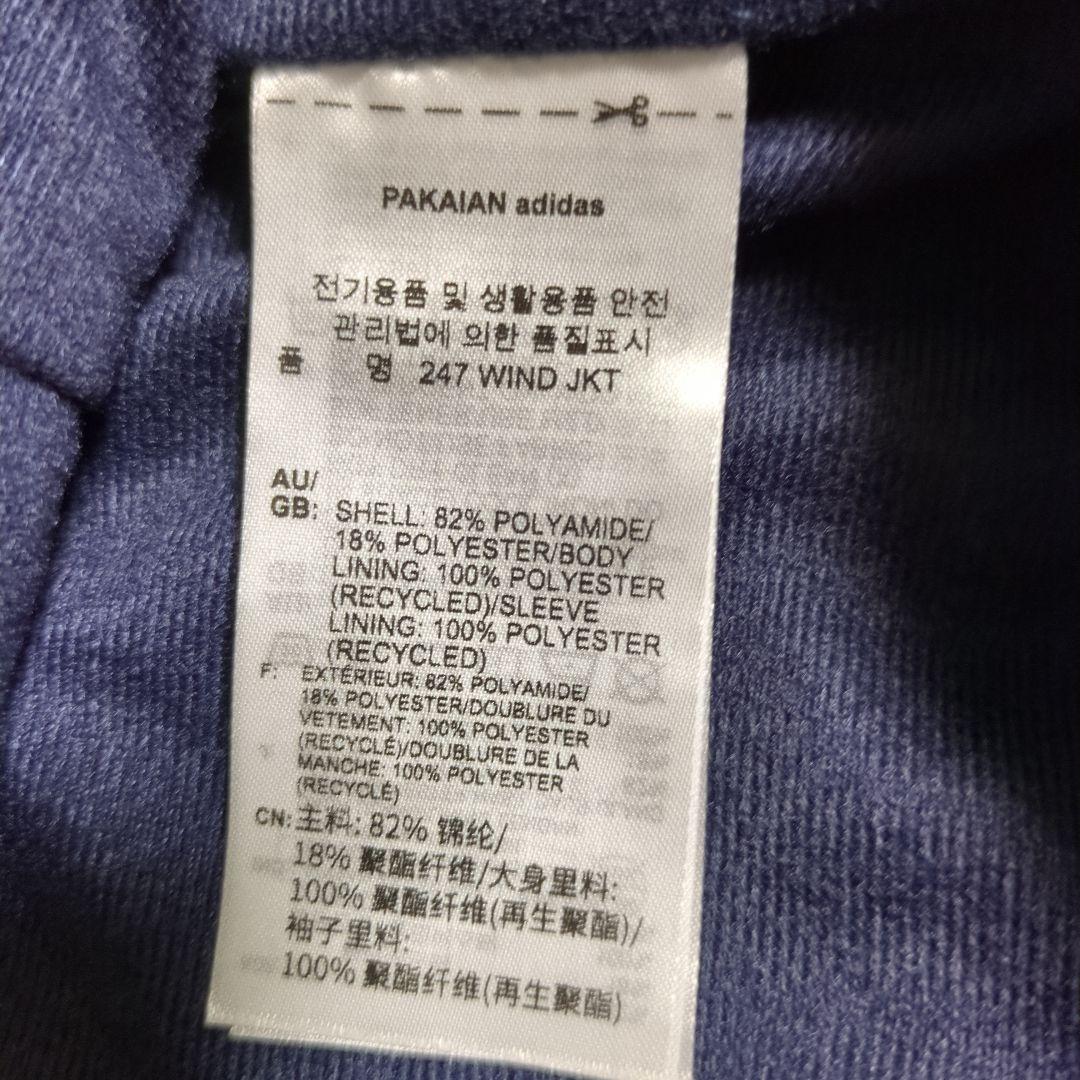 PAKAIAN adidas
전기용품 및 생활용품 안전
관리법에 의한 품질표시
품 명 247 WIND JKT
AU/
GB: SHELL: 82% POLYAMIDE/
18% POLYESTER/BODY
LINING: 100% POLYESTER
(RECYCLED)/SLEEVE
LINING: 100% POLYESTER
(RECYCLED)
F: EXTÉRIEUR: 82% POLYAMIDE/
18% POLYESTER/DOUBLURE DU
VETEMENT: 100% POLYESTER
(RECYCLÉ)/DOUBLURE DE LA
MANCHE: 100% POLYESTER
(RECYCLÉ)
CN: 主料: 82% 锦纶/
18% 聚酯纤维/大身里料:
100% 聚酯纤维(再生聚酯)/
袖子里料:
100% 聚酯纤维(再生聚酯)